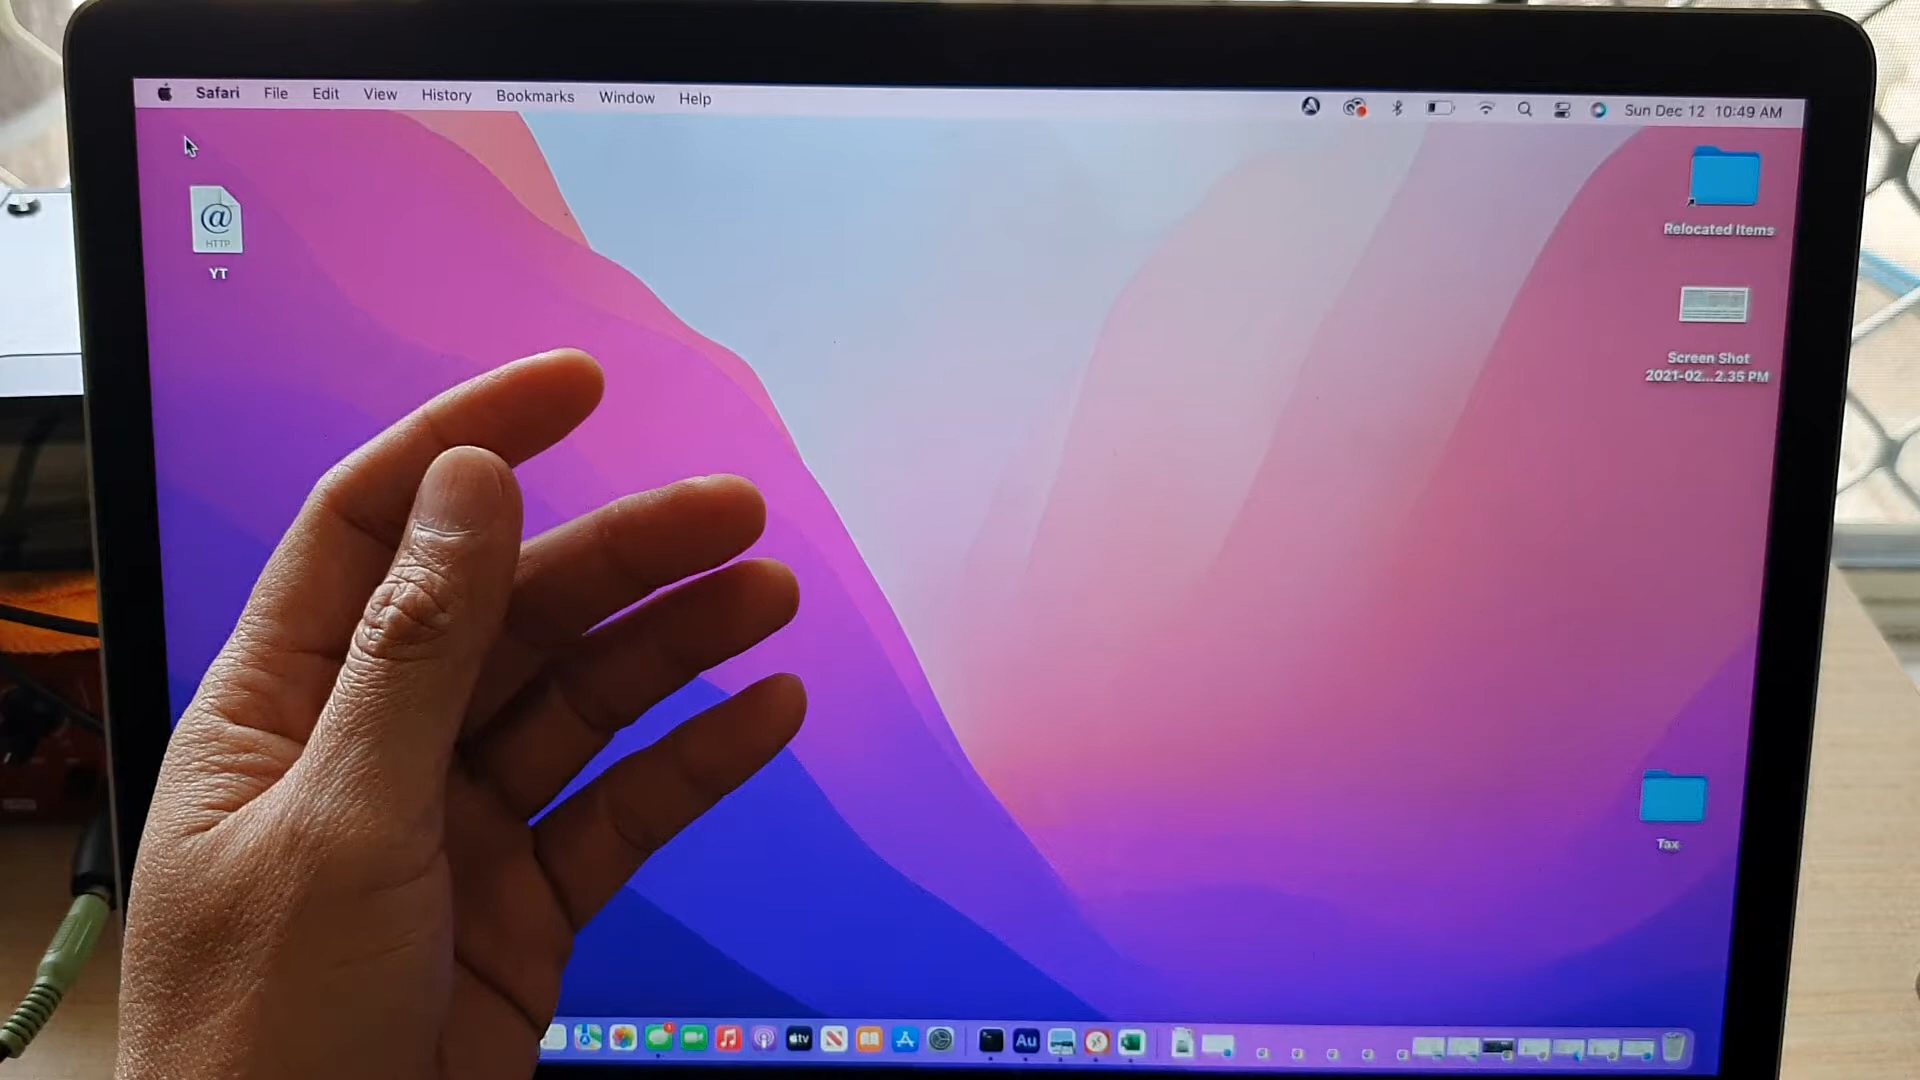 Safari File Edit View History Bookmarks Window Help Sun Dec 12 10:49 AM
@
HTTP
YT
Relocated Items
Screen Shot
2021-02...2.35 PM
Tax
tv Au